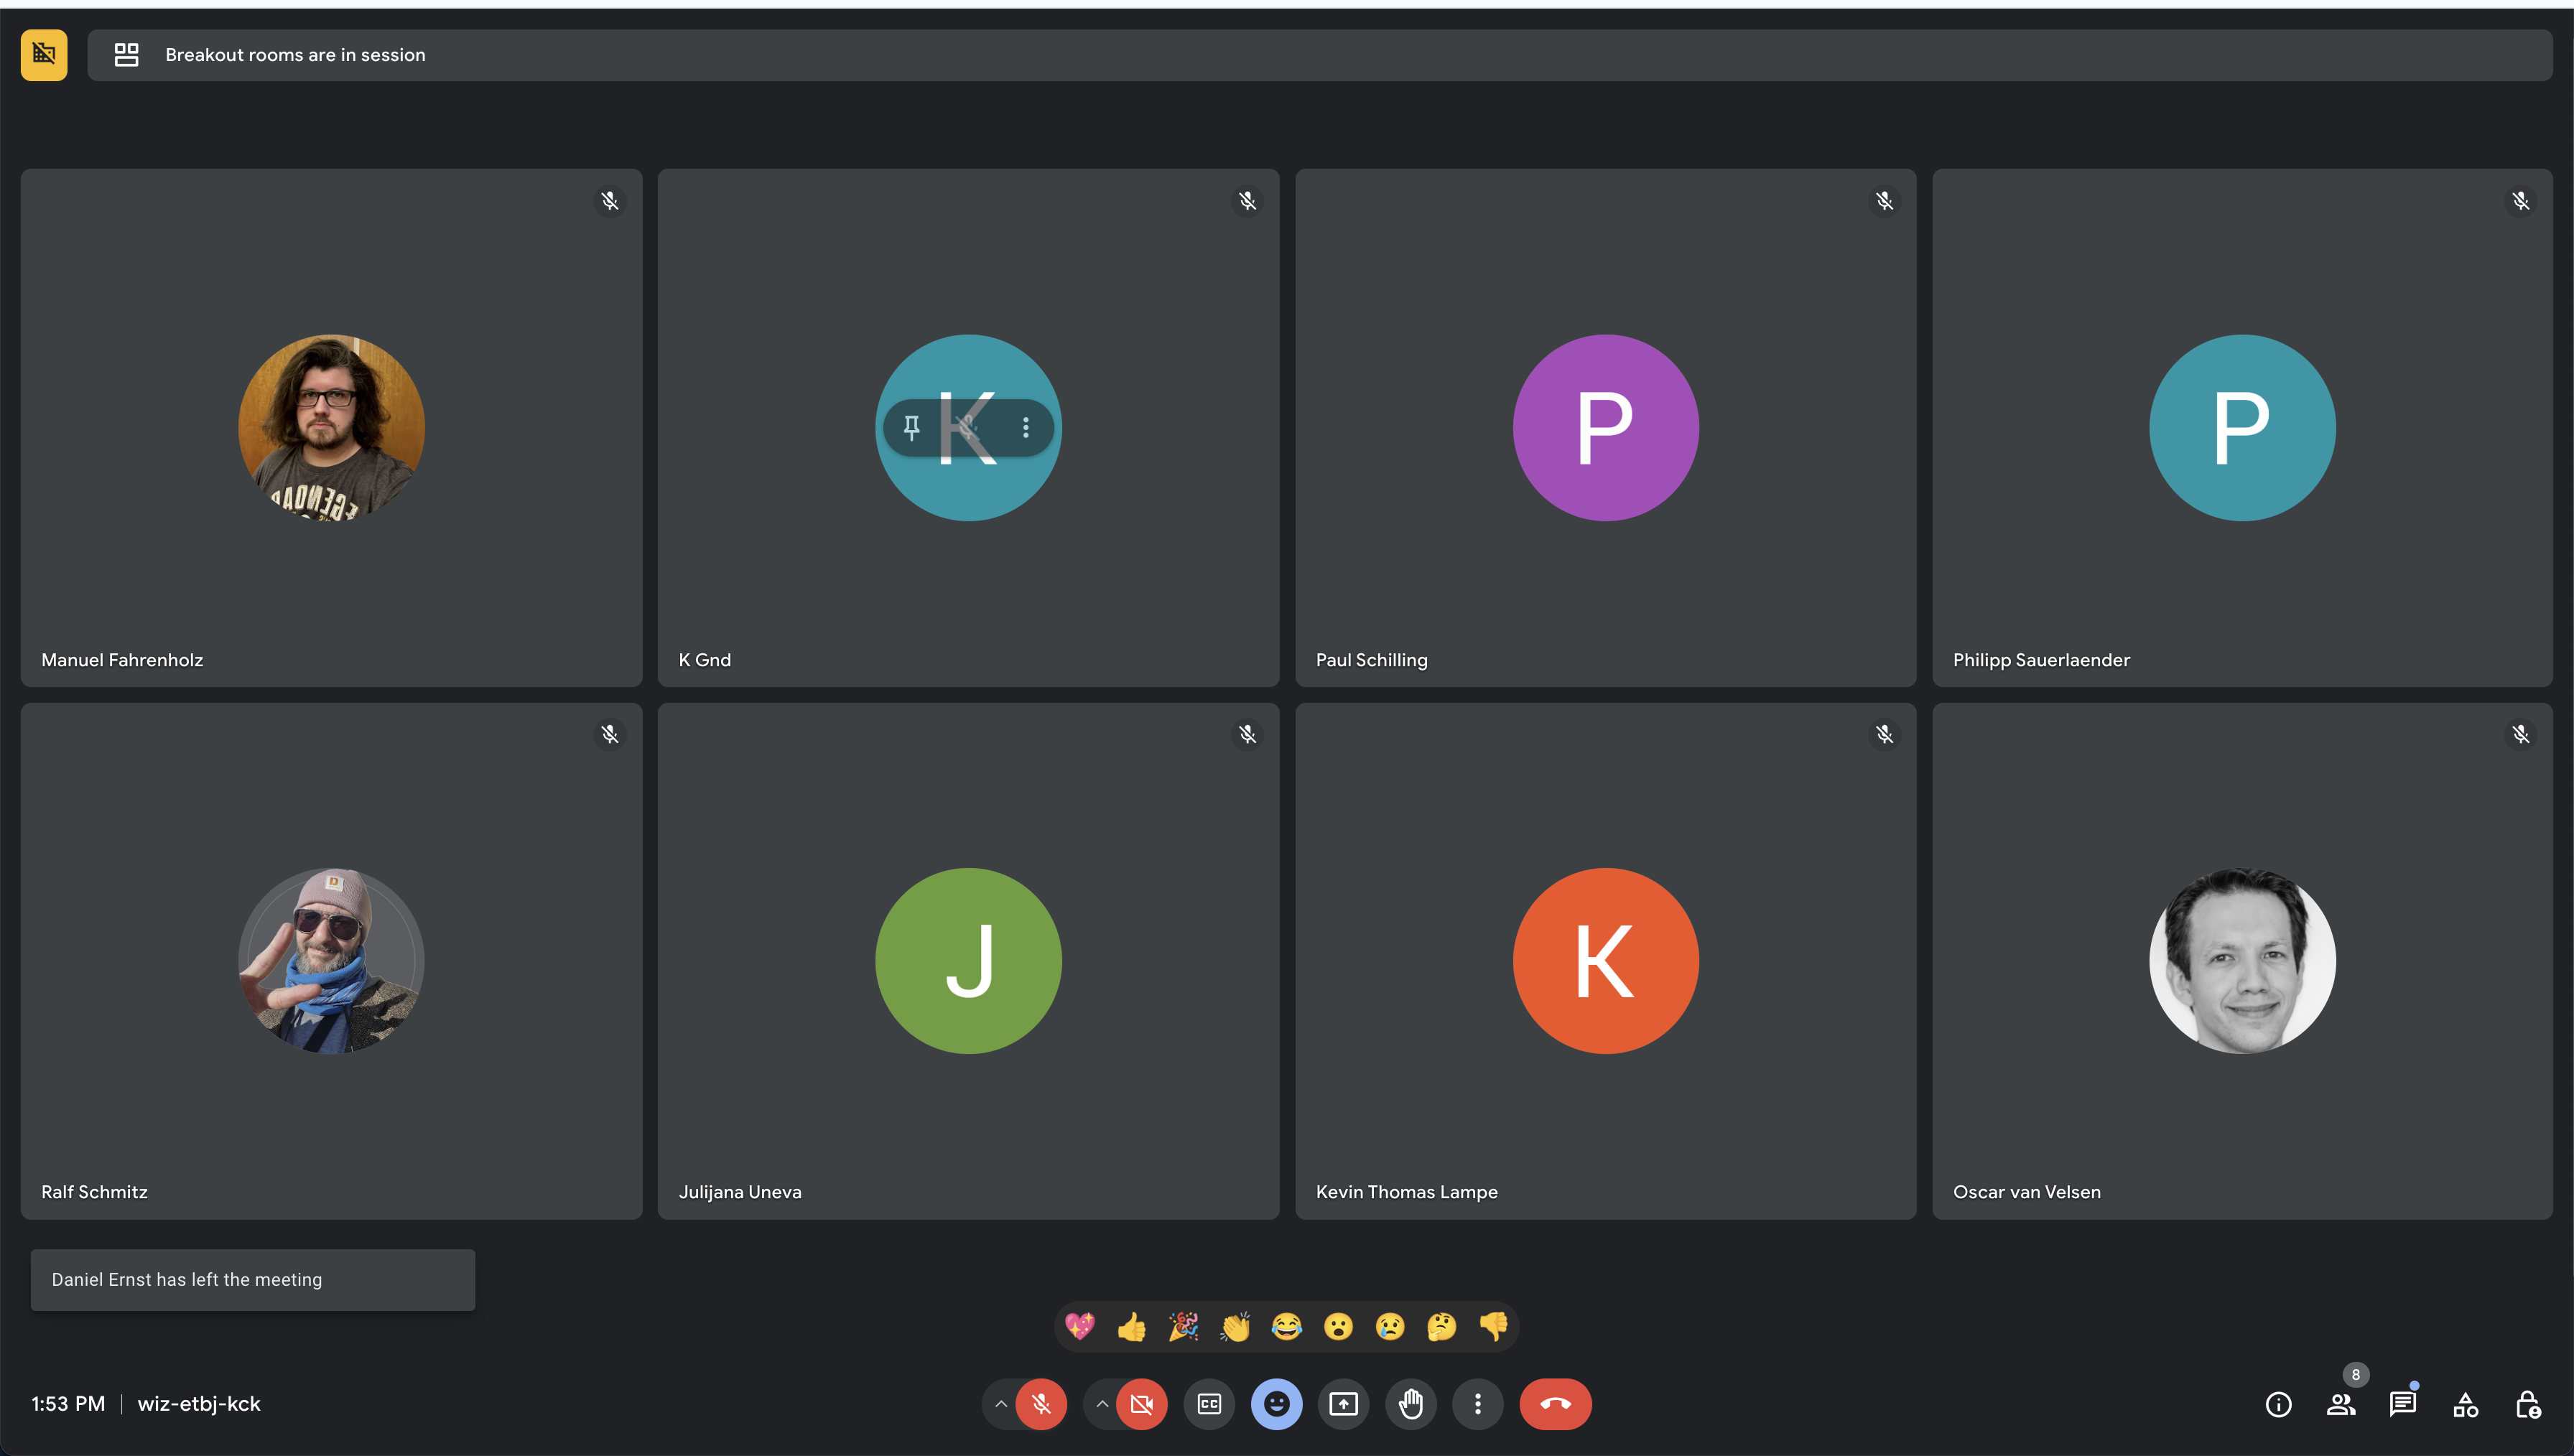 Breakout rooms are in session
K
P
P
Manuel Fahrenholz
K Gnd
Paul Schilling
Philipp Sauerlaender
D
J
K
Ralf Schmitz
Julijana Uneva
Kevin Thomas Lampe
Oscar van Velsen
Daniel Ernst has left the meeting
8
1:53 PM | wiz-etbj-kck
CC